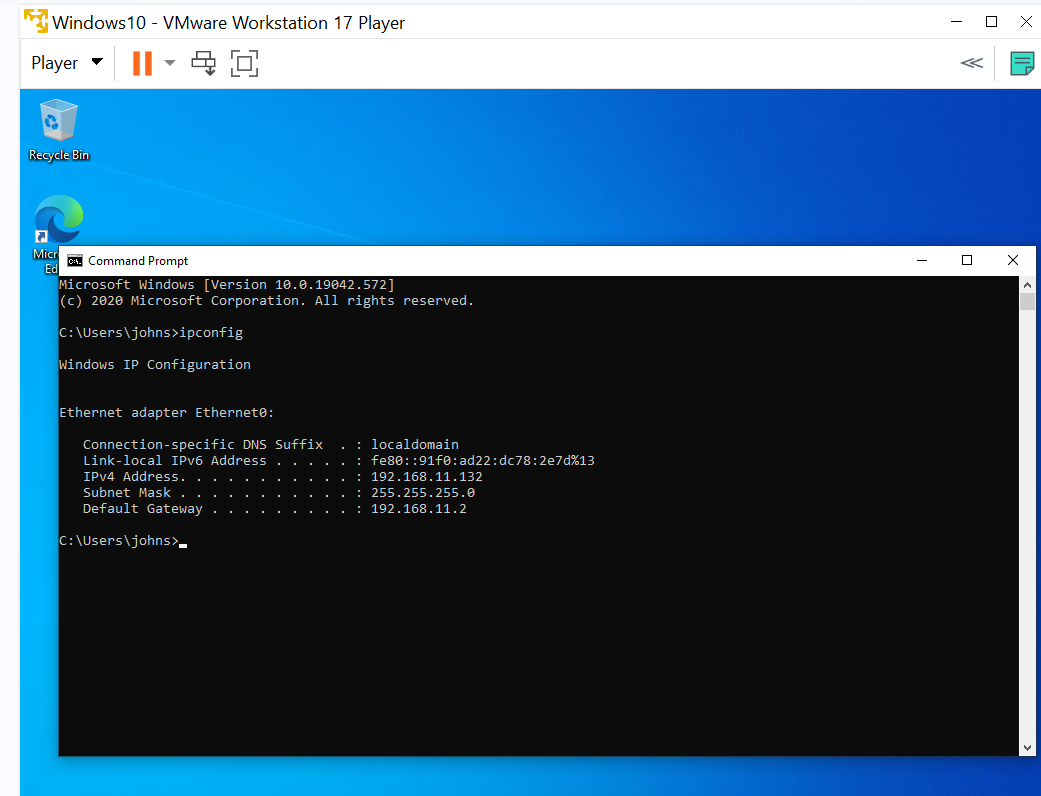 Windows10 - VMware Workstation 17 Player
Player
Recycle Bin
Micr
Ed
Command Prompt
Microsoft Windows [Version 10.0.19042.572]
(c) 2020 Microsoft Corporation. All rights reserved.
C:\Users\johns>ipconfig
Windows IP Configuration
Ethernet adapter Ethernet0:
Connection-specific DNS Suffix  . : localdomain
Link-local IPv6 Address . . . . . : fe80::91f0:ad22:dc78:2e7d%13
IPv4 Address. . . . . . . . . . . : 192.168.11.132
Subnet Mask . . . . . . . . . . . : 255.255.255.0
Default Gateway . . . . . . . . . : 192.168.11.2
C:\Users\johns>